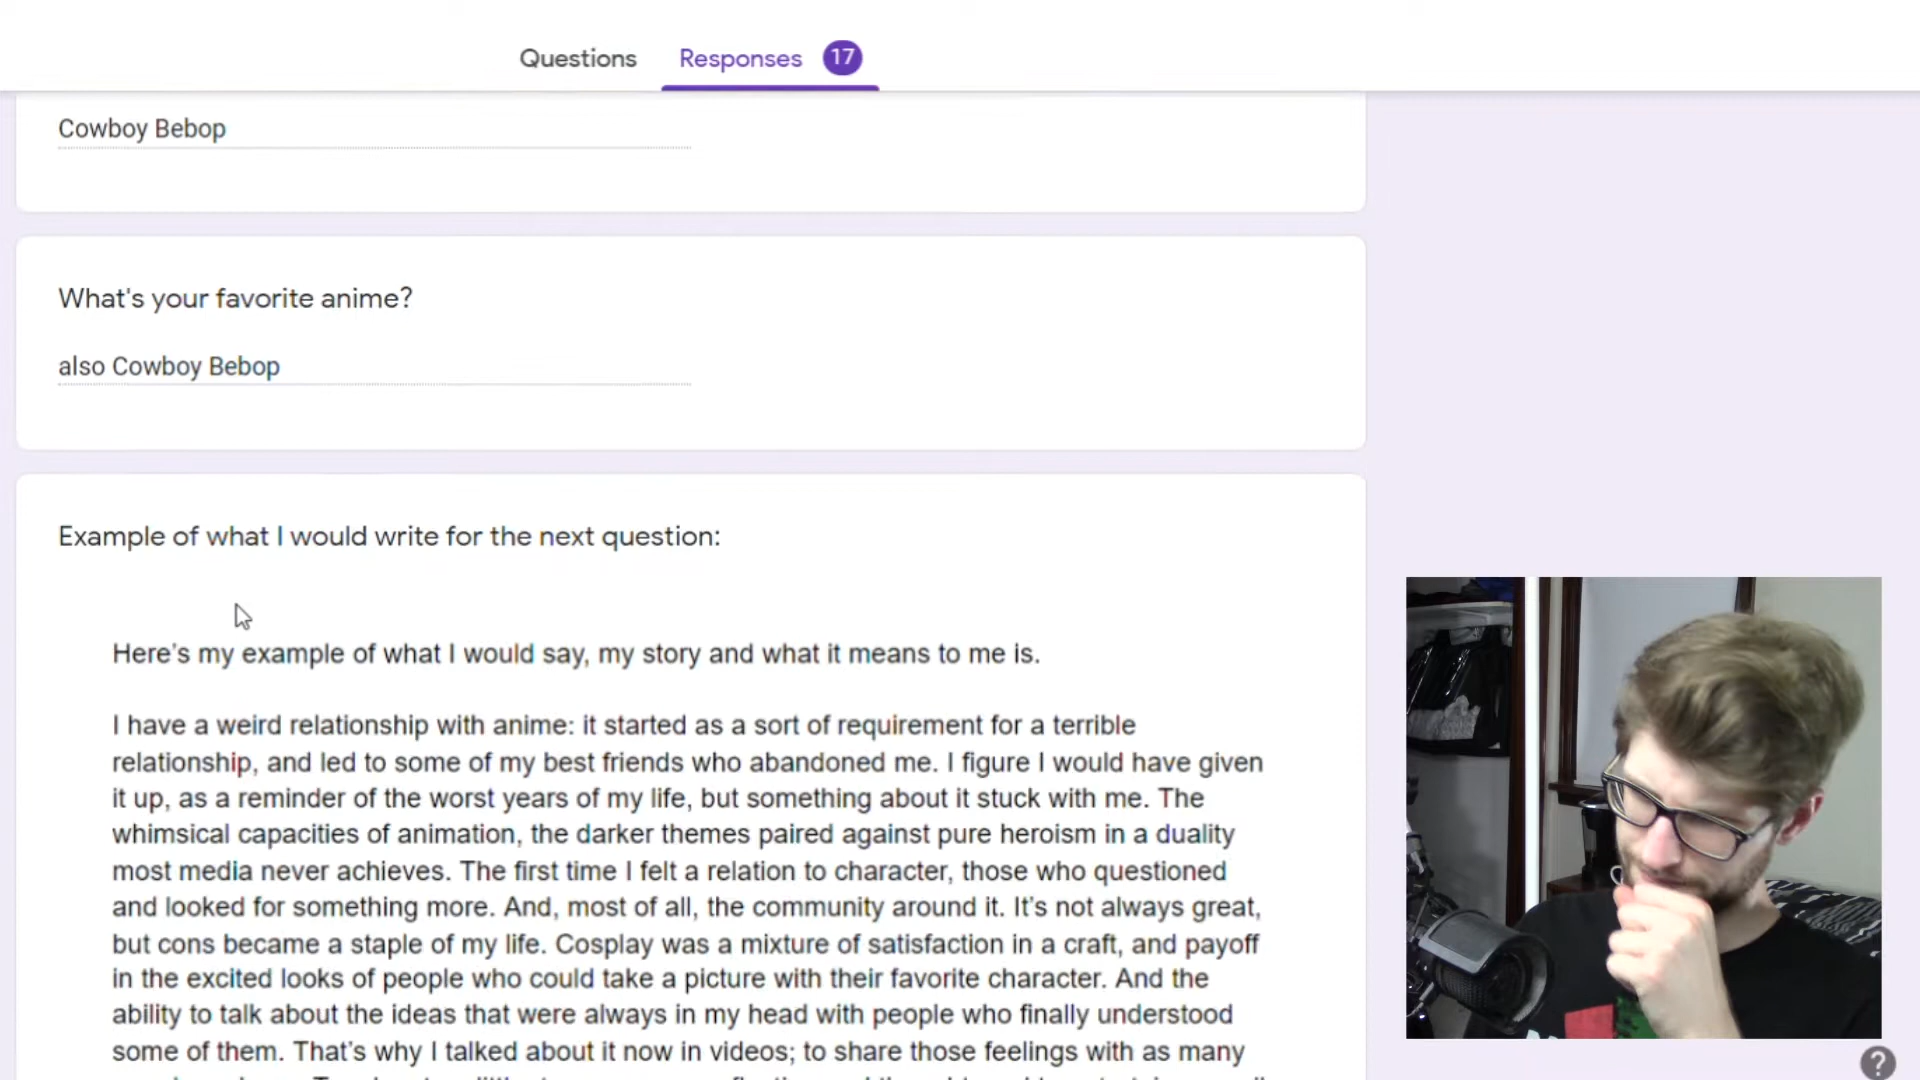 Questions
Responses 17
Cowboy Bebop
What's your favorite anime?
also Cowboy Bebop
Example of what I would write for the next question:
Here's my example of what I would say, my story and what it means to me is.
I have a weird relationship with anime: it started as a sort of requirement for a terrible
relationship, and led to some of my best friends who abandoned me. I figure I would have given
it up, as a reminder of the worst years of my life, but something about it stuck with me. The
whimsical capacities of animation, the darker themes paired against pure heroism in a duality
most media never achieves. The first time I felt a relation to character, those who questioned
and looked for something more. And, most of all, the community around it. It's not always great,
but cons became a staple of my life. Cosplay was a mixture of satisfaction in a craft, and payoff
in the excited looks of people who could take a picture with their favorite character. And the
ability to talk about the ideas that were always in my head with people who finally understood
some of them. That's why I talked about it now in videos; to share those feelings with as many
?